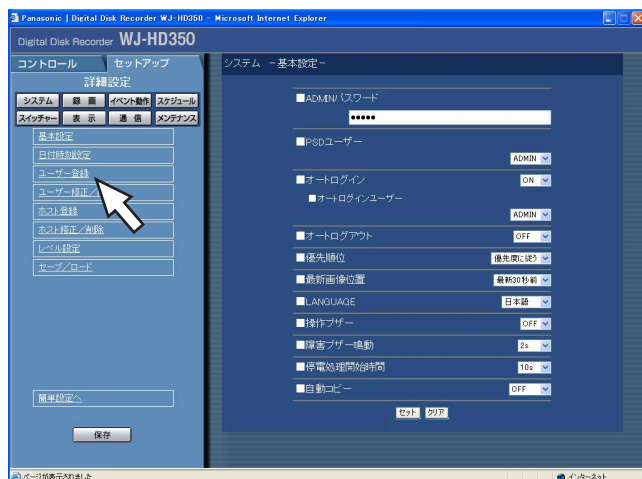 Panasonic | Digital Disk Recorder WJ-HD350 - Microsoft Internet Explorer
Digital Disk Recorder WJ-HD350
コントロール
セットアップ
詳細設定
システム 録 画 イベント動作 スケジュール
スイッチャー 表 示 通 信 メンテナンス
基本設定
日付時刻設定
ユーザー登録
ユーザー修正/
ホスト登録
ホスト修正/削除
レベル設定
セーブ/ロード
簡単設定へ
保存
システム -基本設定-
■ADMINパスワード
●●●●●
■PSDユーザー
ADMIN
■オートログイン ON
■オートログインユーザー
ADMIN
■オートログアウト OFF
■優先順位 優先度に従う
■最新画像位置 最新30秒前
■LANGUAGE 日本語
■操作ブザー OFF
■障害ブザー鳴動 2s
■停電処理開始時間 10s
■自動コピー OFF
セット クリア
ページが表示されました
インターネット